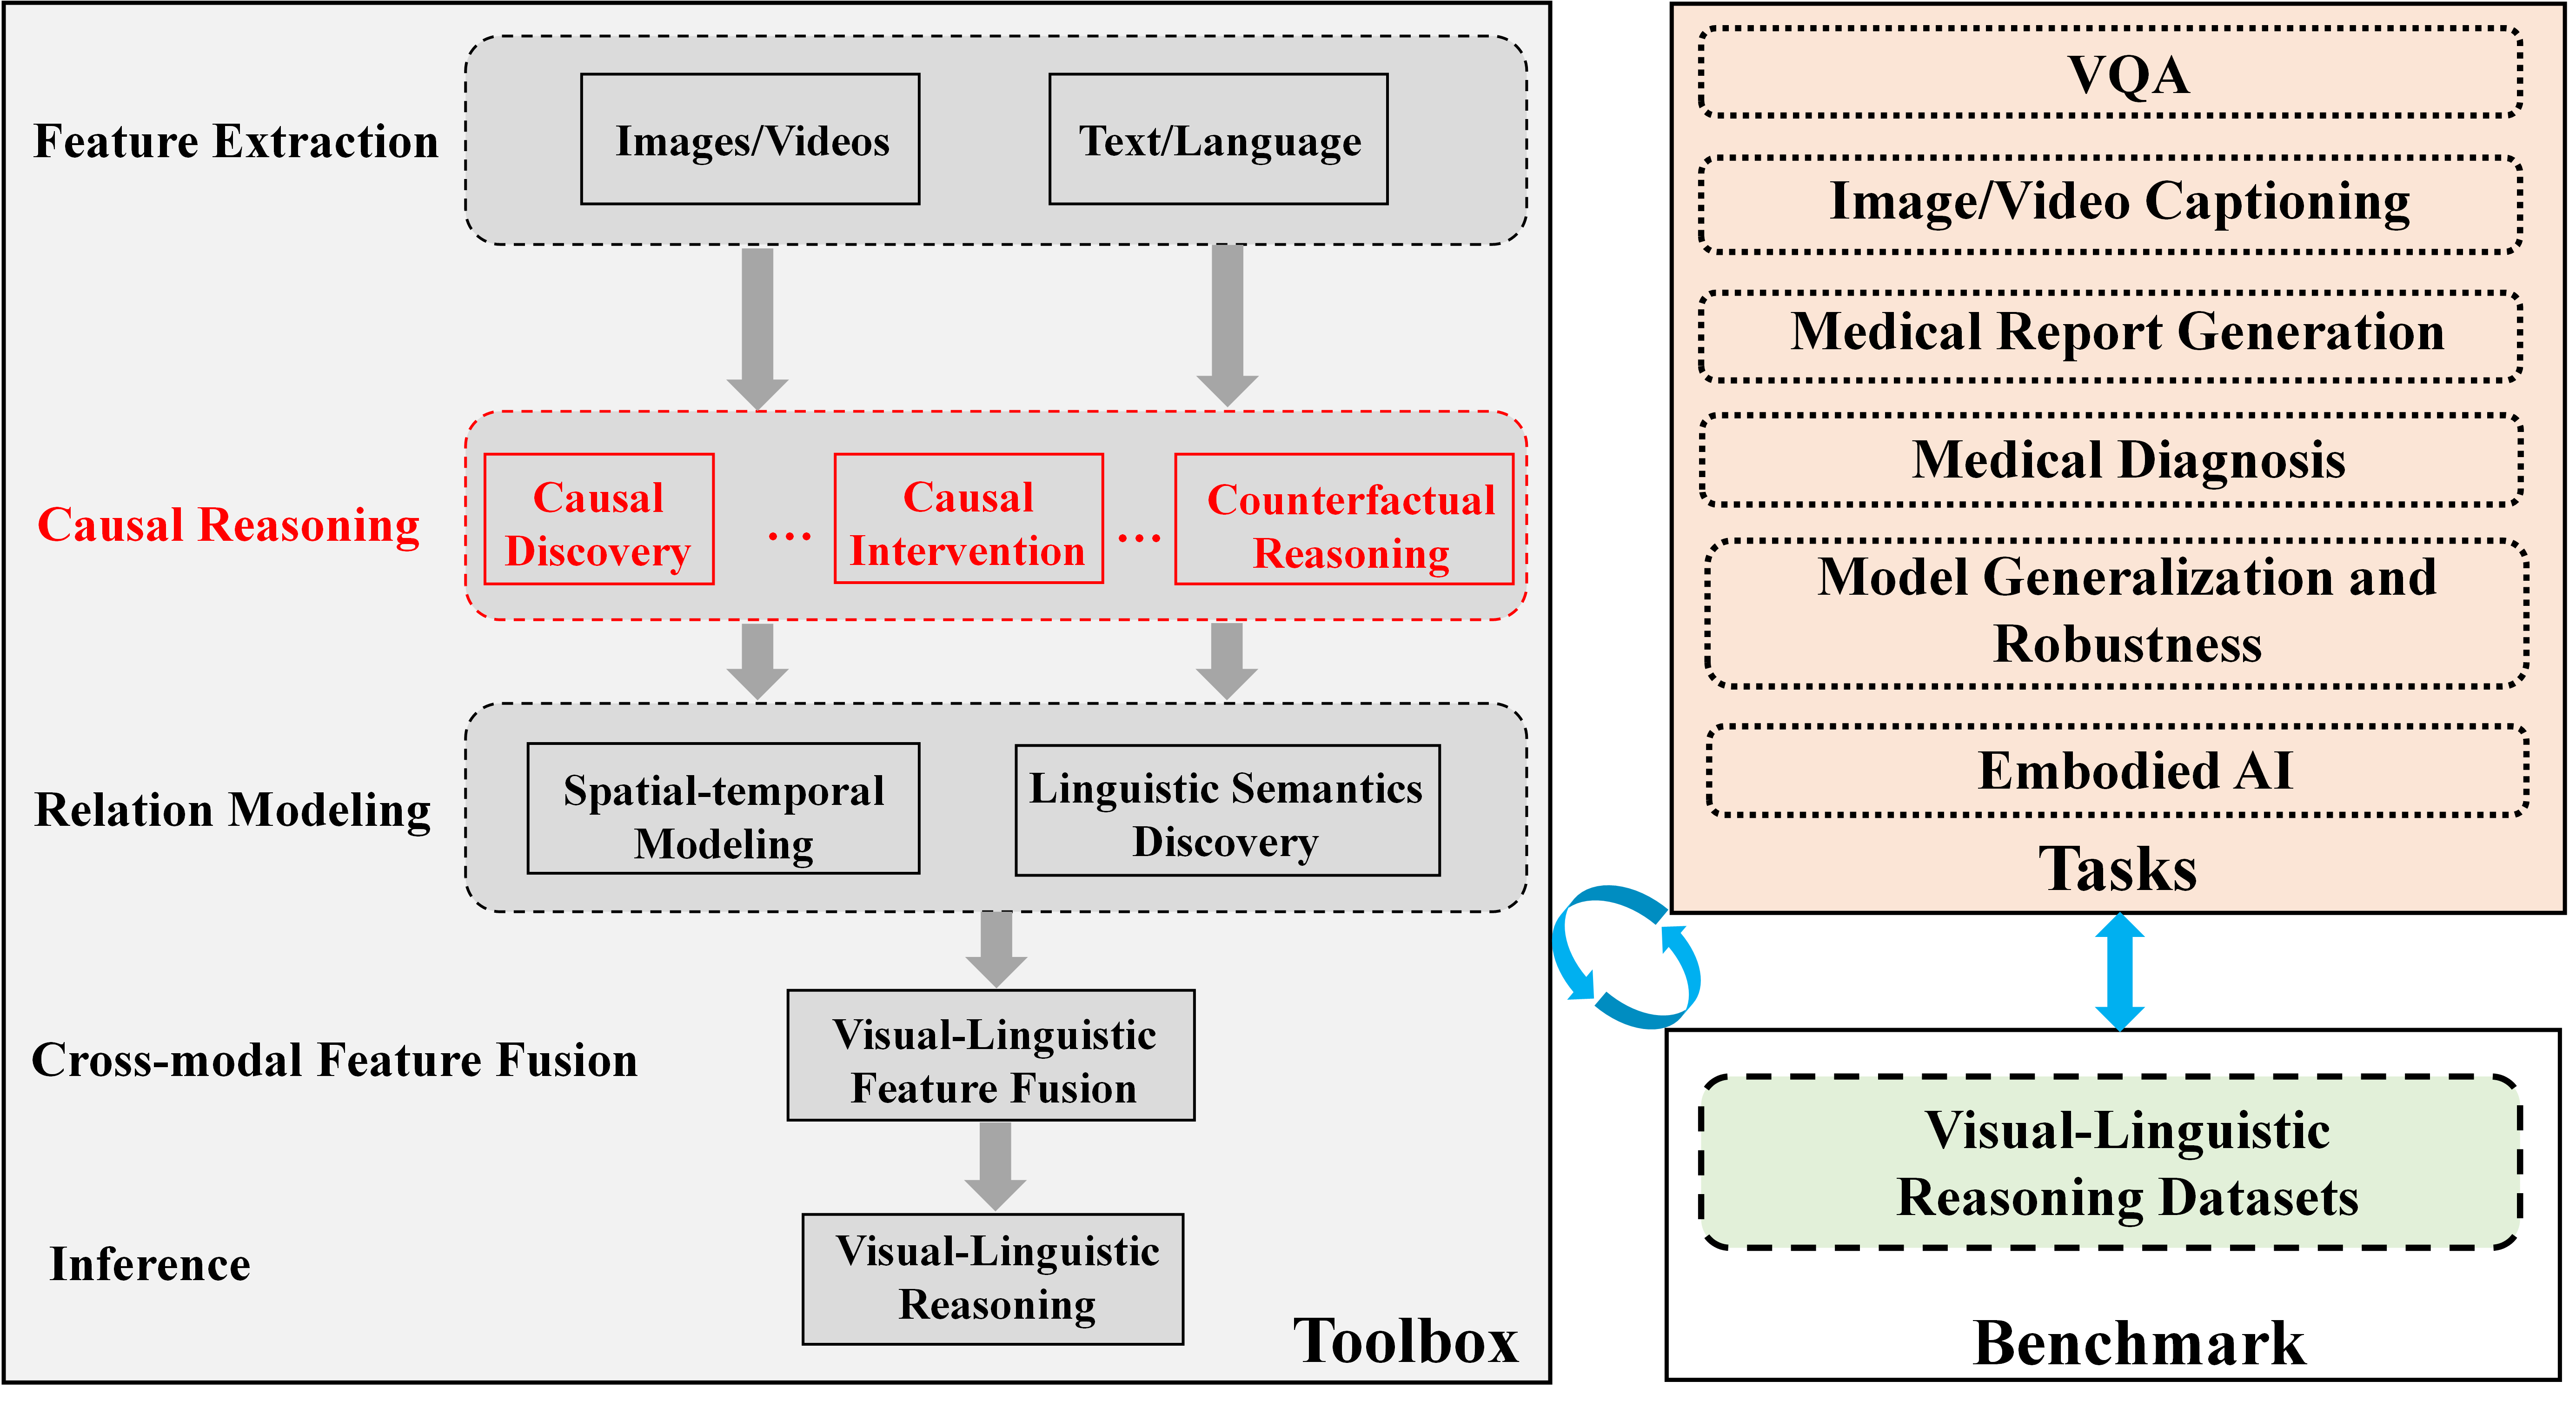 Feature Extraction
Images/Videos
Text/Language
Causal Reasoning
Causal
Discovery
...
Causal
Intervention
...
Counterfactual
Reasoning
Relation Modeling
Spatial-temporal
Modeling
Linguistic Semantics
Discovery
Cross-modal Feature Fusion
Visual-Linguistic
Feature Fusion
Inference
Visual-Linguistic
Reasoning
Toolbox
VQA
Image/Video Captioning
Medical Report Generation
Medical Diagnosis
Model Generalization and
Robustness
Embodied AI
Tasks
Visual-Linguistic
Reasoning Datasets
Benchmark